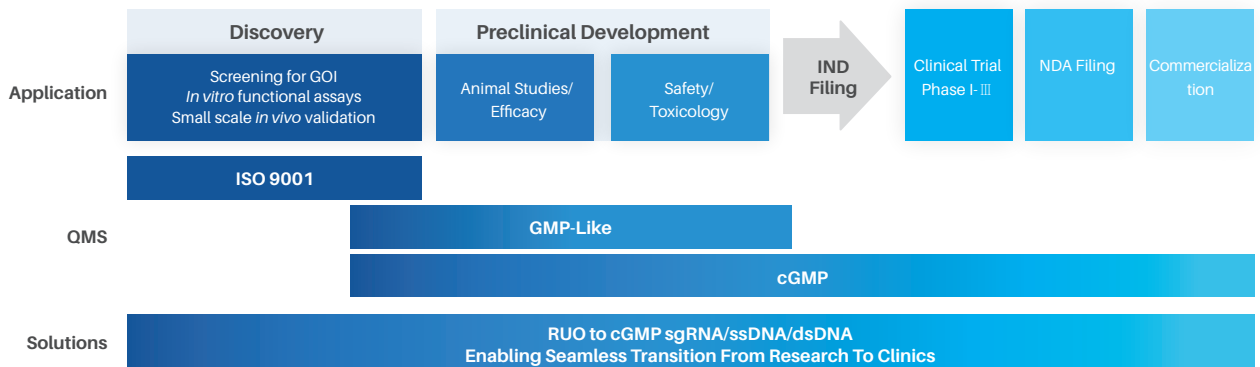 Discovery
Preclinical Development
Application
Screening for GOI
In vitro functional assays
Small scale in vivo validation
Animal Studies/
Efficacy
Safety/
Toxicology
IND
Filing
Clinical Trial
Phase I-Ⅲ
NDA Filing
Commercializa
tion
QMS
ISO 9001
GMP-Like
cGMP
Solutions
RUO to cGMP sgRNA/ssDNA/dsDNA
Enabling Seamless Transition From Research To Clinics